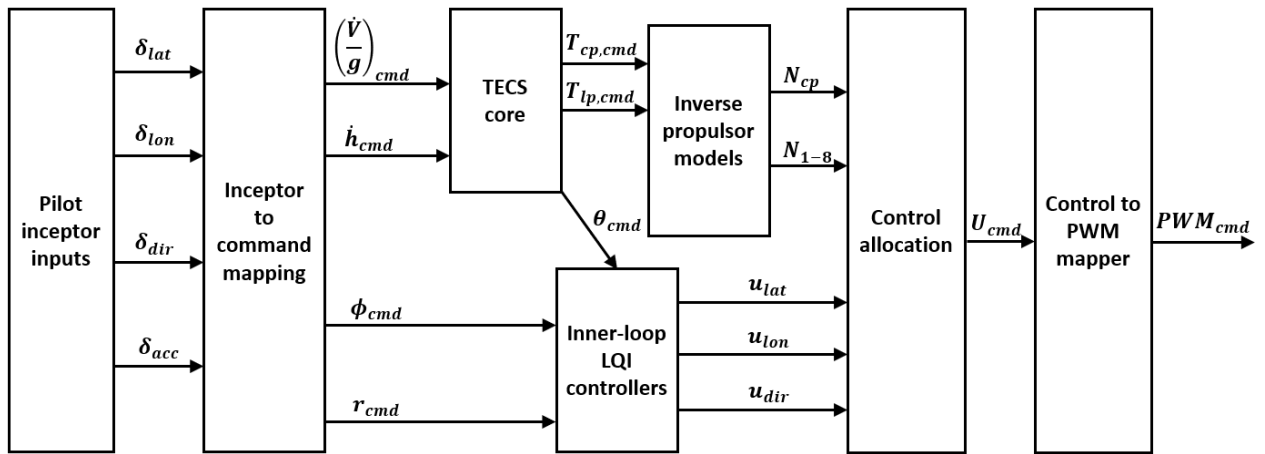 Pilot
inceptor
inputs
δ_lat
δ_lon
δ_dir
δ_acc
Inceptor
to
command
mapping
(V̇/g)_cmd
ḣ_cmd
ϕ_cmd
r_cmd
TECS
core
T_cp,cmd
T_lp,cmd
θ_cmd
Inverse
propulsor
models
N_cp
N_1−8
Inner-loop
LQI
controllers
u_lat
u_lon
u_dir
Control
allocation
U_cmd
Control to
PWM
mapper
PWM_cmd